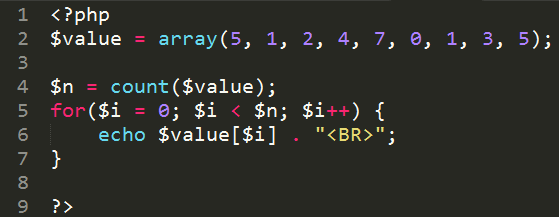 1 <?php
2 $value = array(5, 1, 2, 4, 7, 0, 1, 3, 5);
3
4 $n = count($value);
5 for($i = 0; $i < $n; $i++) {
6     echo $value[$i] . "<BR>";
7 }
8
9 ?>